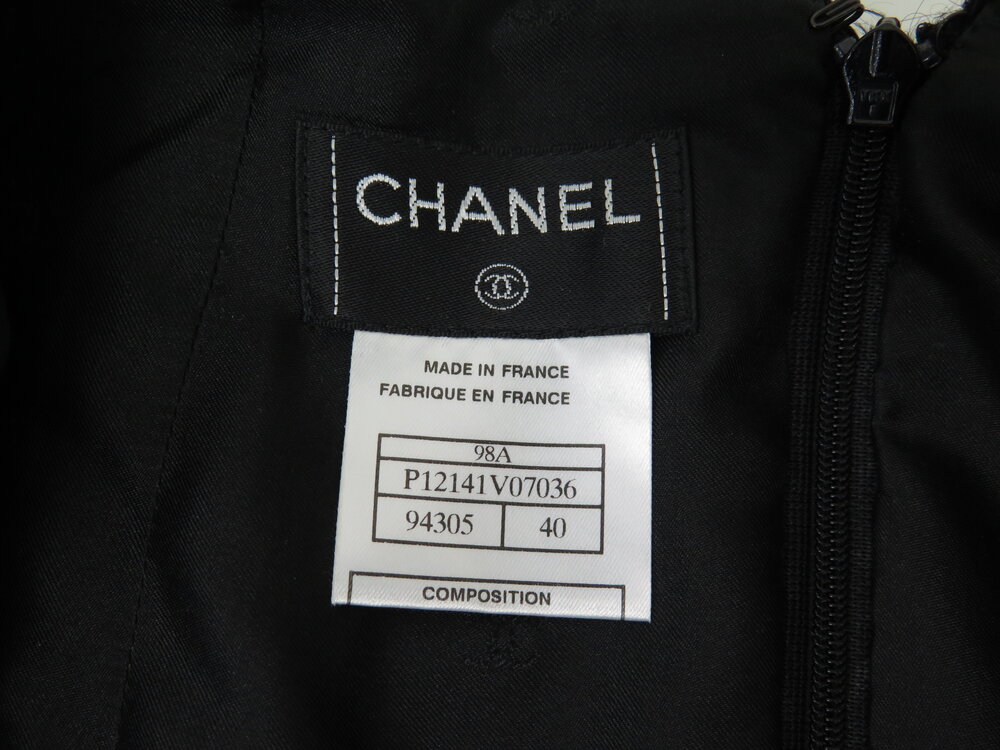 CHANEL
MADE IN FRANCE
FABRIQUE EN FRANCE
98A
P12141V07036
94305 40
COMPOSITION